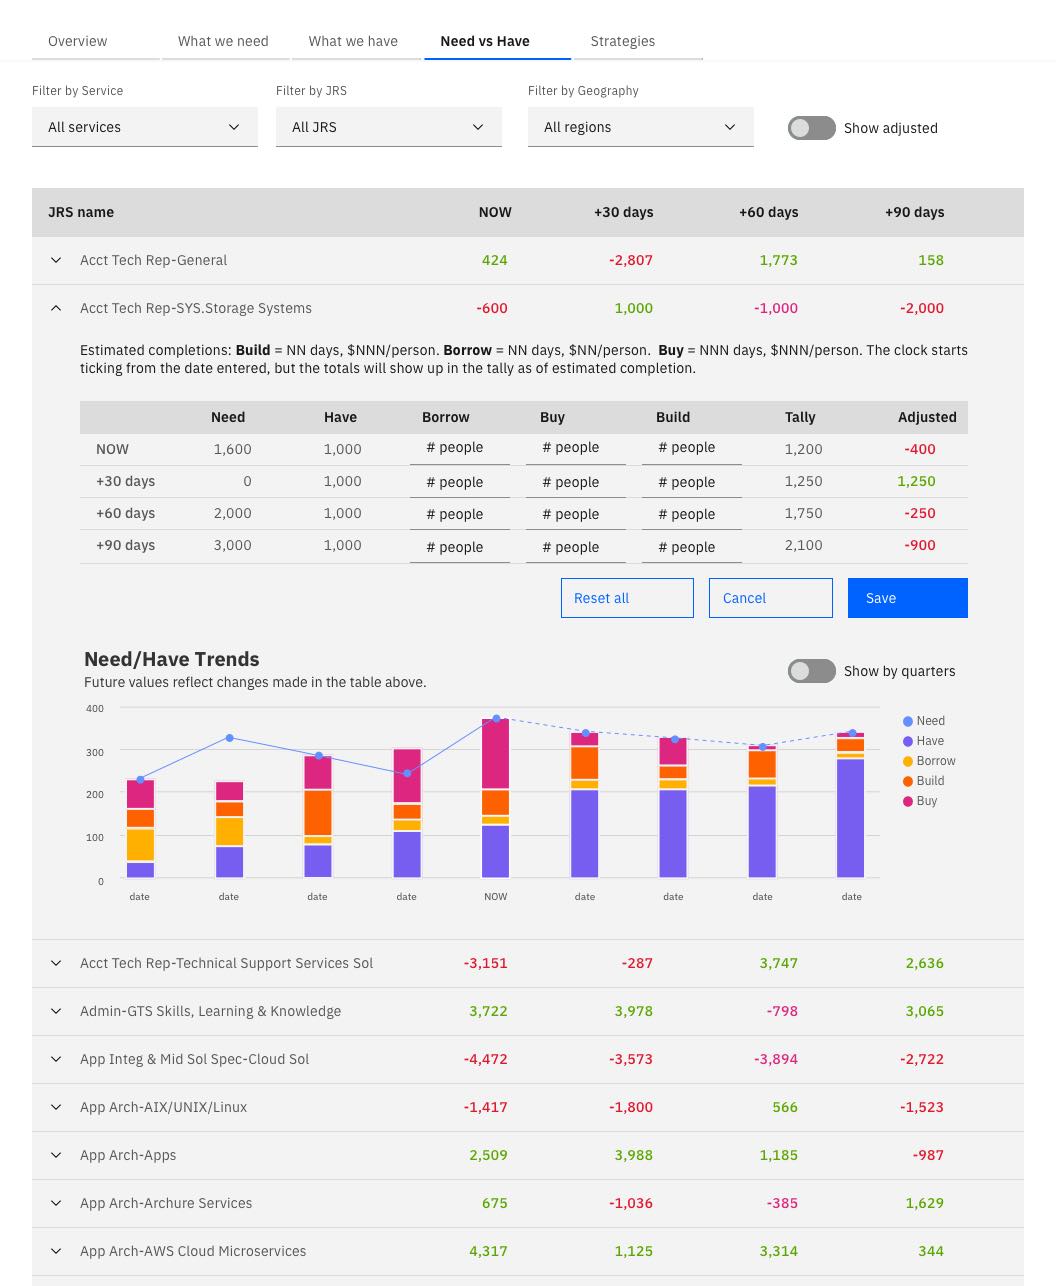 Overview What we need What we have Need vs Have Strategies
Filter by Service Filter by JRS Filter by Geography
All services All JRS All regions Show adjusted
JRS name NOW +30 days +60 days +90 days
Acct Tech Rep-General 424 -2,807 1,773 158
Acct Tech Rep-SYS.Storage Systems -600 1,000 -1,000 -2,000
Estimated completions: Build = NN days, $NNN/person. Borrow = NN days, $NN/person. Buy = NNN days, $NNN/person. The clock starts
ticking from the date entered, but the totals will show up in the tally as of estimated completion.
Need Have Borrow Buy Build Tally Adjusted
NOW 1,600 1,000 # people # people # people 1,200 -400
+30 days 0 1,000 # people # people # people 1,250 1,250
+60 days 2,000 1,000 # people # people # people 1,750 -250
+90 days 3,000 1,000 # people # people # people 2,100 -900
Reset all Cancel Save
Need/Have Trends
Future values reflect changes made in the table above.
Show by quarters
400
300
200
100
0
date date date date NOW date date date date
Need
Have
Borrow
Build
Buy
Acct Tech Rep-Technical Support Services Sol -3,151 -287 3,747 2,636
Admin-GTS Skills, Learning & Knowledge 3,722 3,978 -798 3,065
App Integ & Mid Sol Spec-Cloud Sol -4,472 -3,573 -3,894 -2,722
App Arch-AIX/UNIX/Linux -1,417 -1,800 566 -1,523
App Arch-Apps 2,509 3,988 1,185 -987
App Arch-Archure Services 675 -1,036 -385 1,629
App Arch-AWS Cloud Microservices 4,317 1,125 3,314 344